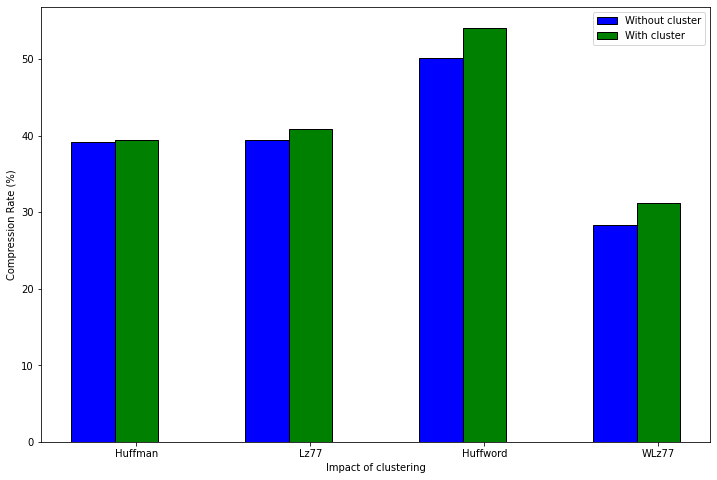 Without cluster
With cluster
Compression Rate (%)
50
40
30
20
10
0
Huffman Lz77 Huffword WLz77
Impact of clustering